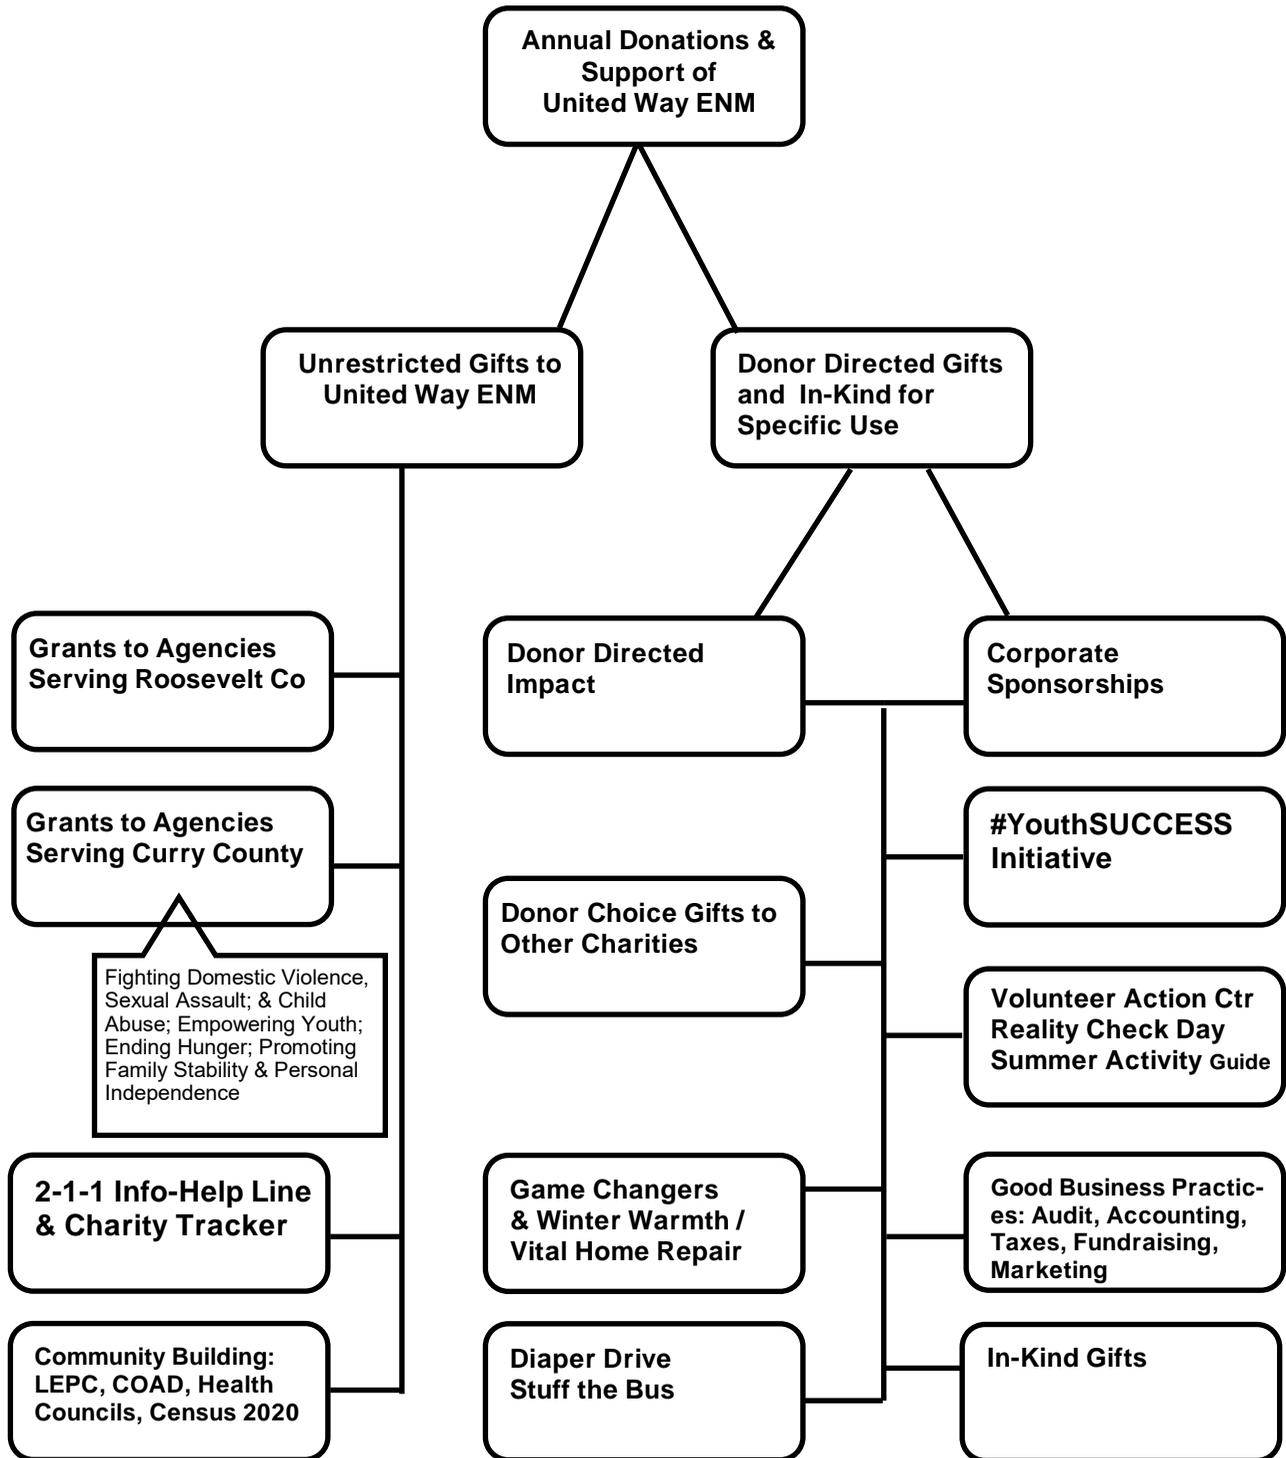 Annual Donations &
Support of
United Way ENM
Unrestricted Gifts to
United Way ENM
Donor Directed Gifts
and  In-Kind for
Specific Use
Grants to Agencies
Serving Roosevelt Co
Grants to Agencies
Serving Curry County
Fighting Domestic Violence,
Sexual Assault; & Child
Abuse; Empowering Youth;
Ending Hunger; Promoting
Family Stability & Personal
Independence
2-1-1 Info-Help Line
& Charity Tracker
Community Building:
LEPC, COAD, Health
Councils, Census 2020
Donor Directed
Impact
Donor Choice Gifts to
Other Charities
Game Changers
& Winter Warmth /
Vital Home Repair
Diaper Drive
Stuff the Bus
Corporate
Sponsorships
#YouthSUCCESS
Initiative
Volunteer Action Ctr
Reality Check Day
Summer Activity Guide
Good Business Practic-
es: Audit, Accounting,
Taxes, Fundraising,
Marketing
In-Kind Gifts